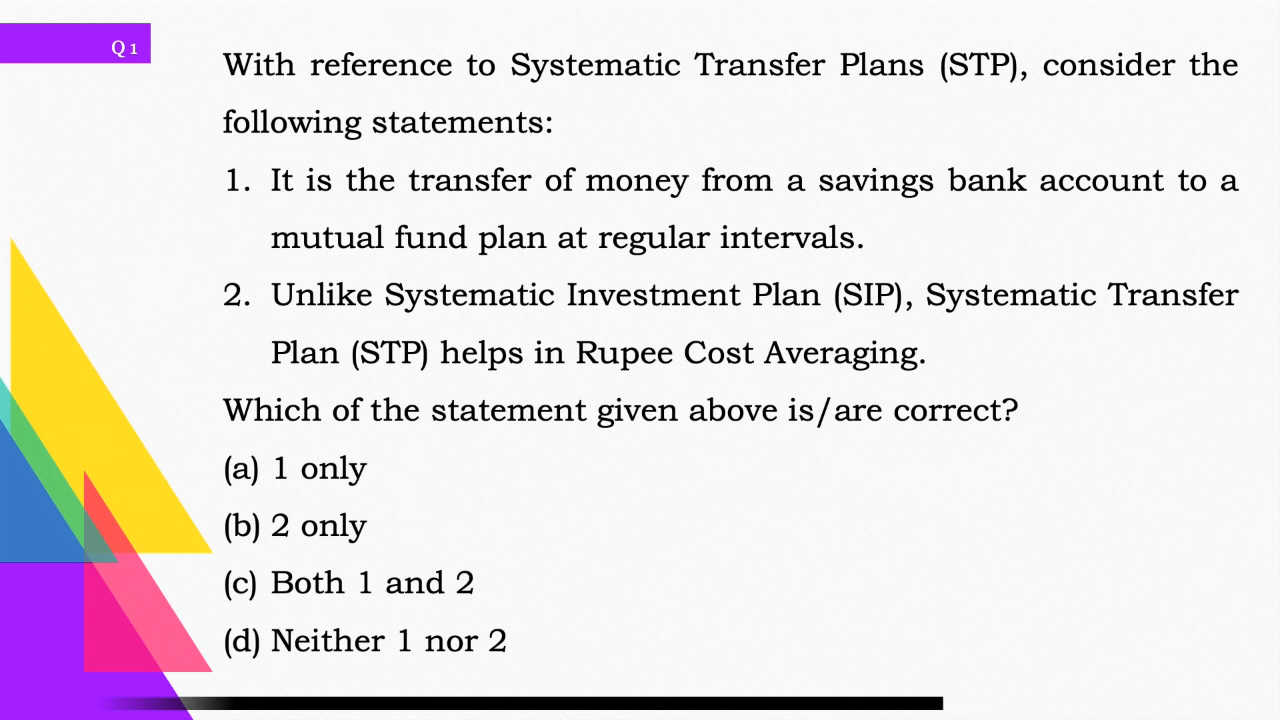 Q 1
With reference to Systematic Transfer Plans (STP), consider the
following statements:
1. It is the transfer of money from a savings bank account to a
mutual fund plan at regular intervals.
2. Unlike Systematic Investment Plan (SIP), Systematic Transfer
Plan (STP) helps in Rupee Cost Averaging.
Which of the statement given above is/are correct?
(a) 1 only
(b) 2 only
(c) Both 1 and 2
(d) Neither 1 nor 2